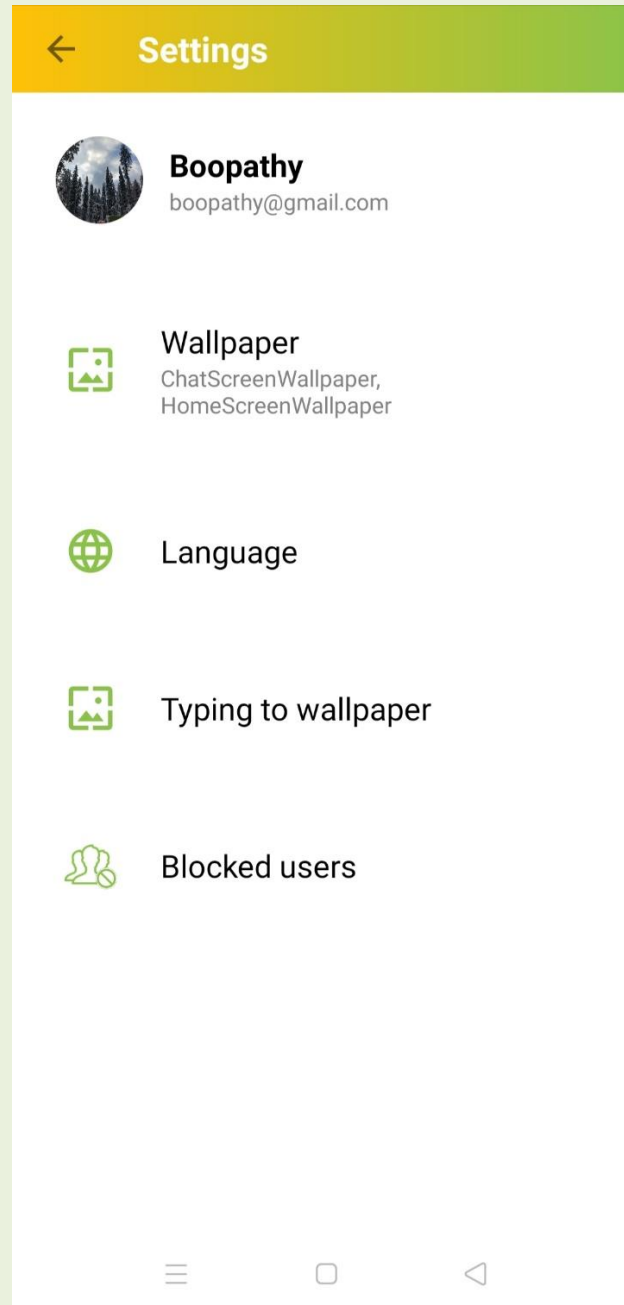 Settings
Boopathy
boopathy@gmail.com
Wallpaper
ChatScreenWallpaper,
HomeScreenWallpaper
Language
Typing to wallpaper
Blocked users